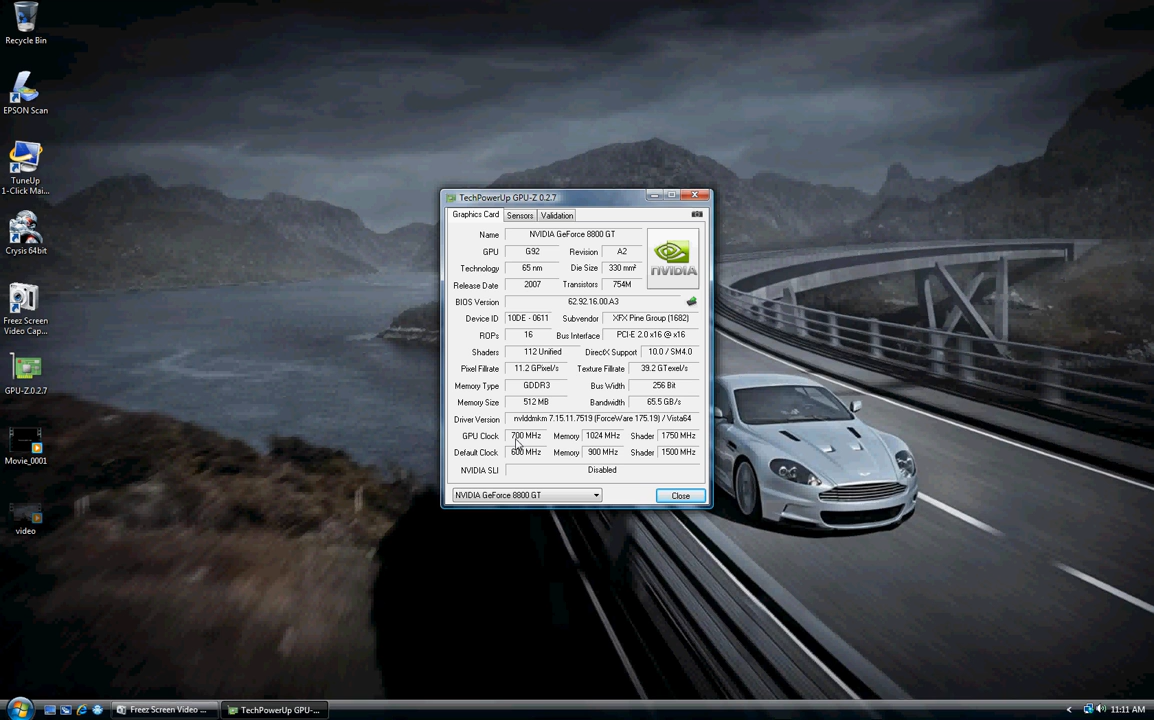 Recycle Bin
EPSON Scan
TuneUp
1-Click Mai...
Crysis 64bit
Freez Screen
Video Cap...
GPU-Z.0.2.7
Movie_0001
video
TechPowerUp GPU-Z 0.2.7
Graphics Card Sensors Validation
Name NVIDIA GeForce 8800 GT
GPU G92 Revision A2
NVIDIA
Technology 65 nm Die Size 330 mm²
Release Date 2007 Transistors 754M
BIOS Version 62.92.16.00.A3
Device ID 10DE - 0611 Subvendor XFX Pine Group (1682)
ROPs 16 Bus Interface PCI-E 2.0 x16 @ x16
Shaders 112 Unified DirectX Support 10.0 / SM4.0
Pixel Fillrate 11.2 GPixel/s Texture Fillrate 39.2 GTexel/s
Memory Type GDDR3 Bus Width 256 Bit
Memory Size 512 MB Bandwidth 65.5 GB/s
Driver Version nvlddmkm 7.15.11.7519 (ForceWare 175.19) / Vista64
GPU Clock 700 MHz Memory 1024 MHz Shader 1750 MHz
Default Clock 600 MHz Memory 900 MHz Shader 1500 MHz
NVIDIA SLI Disabled
NVIDIA GeForce 8800 GT Close
Freez Screen Video ... TechPowerUp GPU-... 11:11 AM